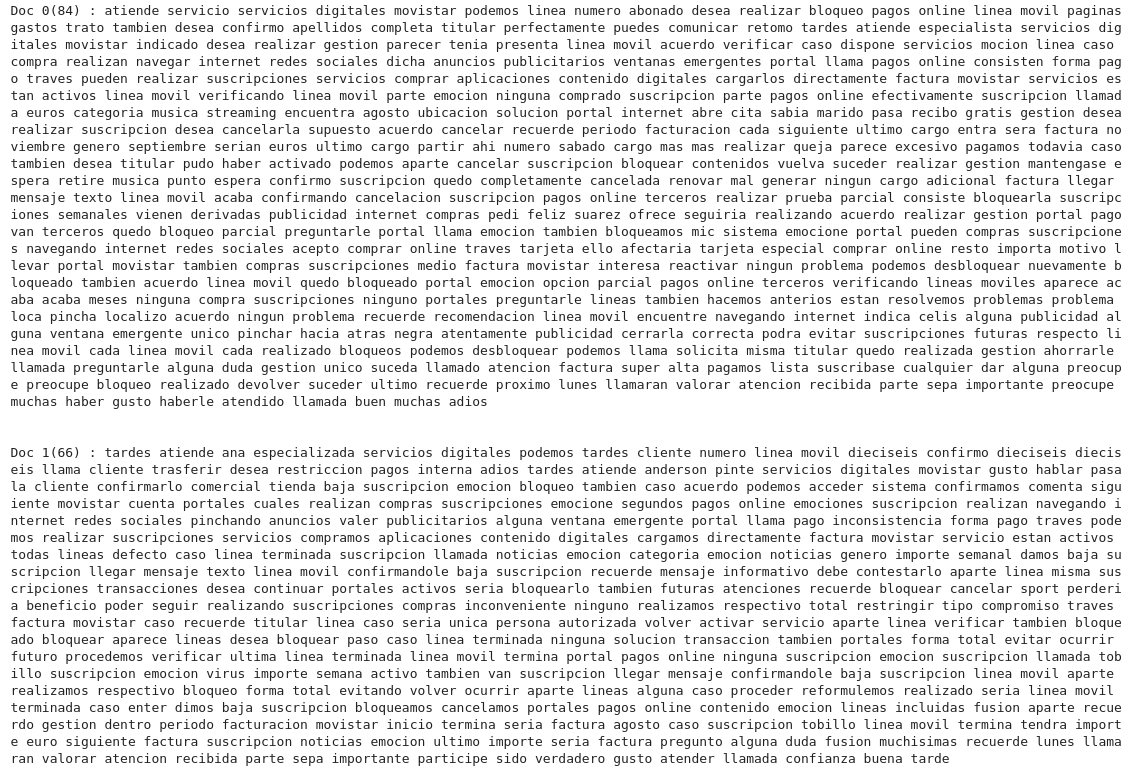 Doc 0(84) : atiende servicio servicios digitales movistar podemos linea numero abonado desea realizar bloqueo pagos online linea movil paginas
gastos trato tambien desea confirmo apellidos completa titular perfectamente puedes comunicar retomo tardes atiende especialista servicios dig
itales movistar indicado desea realizar gestion parecer tenia presenta linea movil acuerdo verificar caso dispone servicios mocion linea caso
compra realizan navegar internet redes sociales dicha anuncios publicitarios ventanas emergentes portal llama pagos online consisten forma pag
o traves pueden realizar suscripciones servicios comprar aplicaciones contenido digitales cargarlos directamente factura movistar servicios es
tan activos linea movil verificando linea movil parte emocion ninguna comprado suscripcion parte pagos online efectivamente suscripcion llamad
a euros categoria musica streaming encuentra agosto ubicacion solucion portal internet abre cita sabia marido pasa recibo gratis gestion desea
realizar suscripcion desea cancelarla supuesto acuerdo cancelar recuerde periodo facturacion cada siguiente ultimo cargo entra sera factura no
viembre genero septiembre serian euros ultimo cargo partir ahi numero sabado cargo mas mas realizar queja parece excesivo pagamos todavia caso
tambien desea titular pudo haber activado podemos aparte cancelar suscripcion bloquear contenidos vuelva suceder realizar gestion mantengase e
spera retire musica punto espera confirmo suscripcion quedo completamente cancelada renovar mal generar ningun cargo adicional factura llegar
mensaje texto linea movil acaba confirmando cancelacion suscripcion pagos online terceros realizar prueba parcial consiste bloquearla suscripc
iones semanales vienen derivadas publicidad internet compras pedi feliz suarez ofrece seguiria realizando acuerdo realizar gestion portal pago
van terceros quedo bloqueo parcial preguntarle portal llama emocion tambien bloqueamos mic sistema emocione portal pueden compras suscripcione
s navegando internet redes sociales acepto comprar online traves tarjeta ello afectaria tarjeta especial comprar online resto importa motivo l
levar portal movistar tambien compras suscripciones medio factura movistar interesa reactivar ningun problema podemos desbloquear nuevamente b
loqueado tambien acuerdo linea movil quedo bloqueado portal emocion opcion parcial pagos online terceros verificando lineas moviles aparece ac
aba acaba meses ninguna compra suscripciones ninguno portales preguntarle lineas tambien hacemos anterios estan resolvemos problemas problema
loca pincha localizo acuerdo ningun problema recuerde recomendacion linea movil encuentre navegando internet indica celis alguna publicidad al
guna ventana emergente unico pinchar hacia atras negra atentamente publicidad cerrarla correcta podra evitar suscripciones futuras respecto li
nea movil cada linea movil cada realizado bloqueos podemos desbloquear podemos llama solicita misma titular quedo realizada gestion ahorrarle
llamada preguntarle alguna duda gestion unico suceda llamado atencion factura super alta pagamos lista suscribase cualquier dar alguna preocup
e preocupe bloqueo realizado devolver suceder ultimo recuerde proximo lunes llamaran valorar atencion recibida parte sepa importante preocupe
muchas haber gusto haberle atendido llamada buen muchas adios
Doc 1(66) : tardes atiende ana especializada servicios digitales podemos tardes cliente numero linea movil dieciseis confirmo dieciseis diecis
eis llama cliente trasferir desea restriccion pagos interna adios tardes atiende anderson pinte servicios digitales movistar gusto hablar pasa
la cliente confirmarlo comercial tienda baja suscripcion emocion bloqueo tambien caso acuerdo podemos acceder sistema confirmamos comenta sigu
iente movistar cuenta portales cuales realizan compras suscripciones emocione segundos pagos online emociones suscripcion realizan navegando i
nternet redes sociales pinchando anuncios valer publicitarios alguna ventana emergente portal llama pago inconsistencia forma pago traves pode
mos realizar suscripciones servicios compramos aplicaciones contenido digitales cargamos directamente factura movistar servicio estan activos
todas lineas defecto caso linea terminada suscripcion llamada noticias emocion categoria emocion noticias genero importe semanal damos baja su
scripcion llegar mensaje texto linea movil confirmandole baja suscripcion recuerde mensaje informativo debe contestarlo aparte linea misma sus
cripciones transacciones desea continuar portales activos seria bloquearlo tambien futuras atenciones recuerde bloquear cancelar sport perderi
a beneficio poder seguir realizando suscripciones compras inconveniente ninguno realizamos respectivo total restringir tipo compromiso traves
factura movistar caso recuerde titular linea caso seria unica persona autorizada volver activar servicio aparte linea verificar tambien bloque
ado bloquear aparece lineas desea bloquear paso caso linea terminada ninguna solucion transaccion tambien portales forma total evitar ocurrir
futuro procedemos verificar ultima linea terminada linea movil termina portal pagos online ninguna suscripcion emocion suscripcion llamada tob
illo suscripcion emocion virus importe semana activo tambien van suscripcion llegar mensaje confirmandole baja suscripcion linea movil aparte
realizamos respectivo bloqueo forma total evitando volver ocurrir aparte lineas alguna caso proceder reformulemos realizado seria linea movil
terminada caso enter dimos baja suscripcion bloqueamos cancelamos portales pagos online contenido emocion lineas incluidas fusion aparte recue
rdo gestion dentro periodo facturacion movistar inicio termina seria factura agosto caso suscripcion tobillo linea movil termina tendra import
e euro siguiente factura suscripcion noticias emocion ultimo importe seria factura pregunto alguna duda fusion muchisimas recuerde lunes llama
ran valorar atencion recibida parte sepa importante participe sido verdadero gusto atender llamada confianza buena tarde